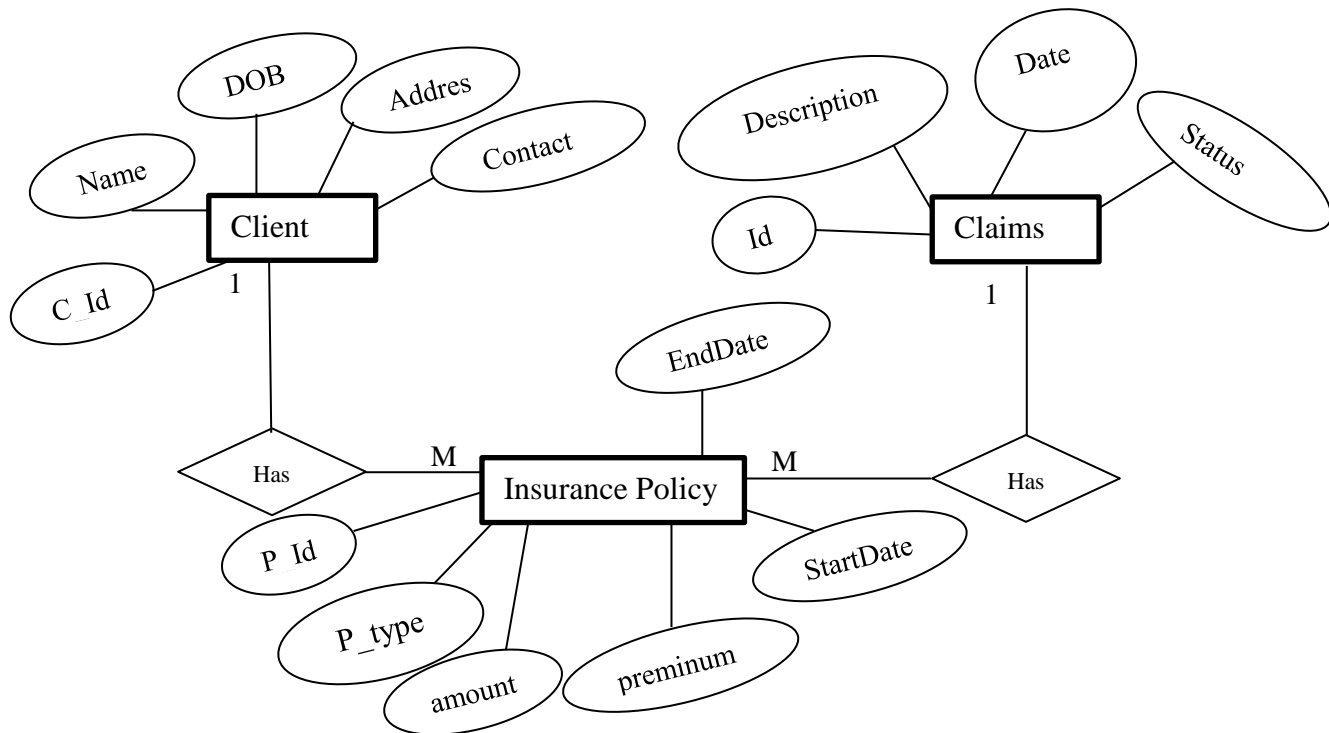 DOB
Addres
Name
Contact
Client
C_Id
1
Has
M
Description
Date
Status
Id
Claims
1
EndDate
Insurance Policy
M
Has
P_Id
P_type
amount
preminum
StartDate